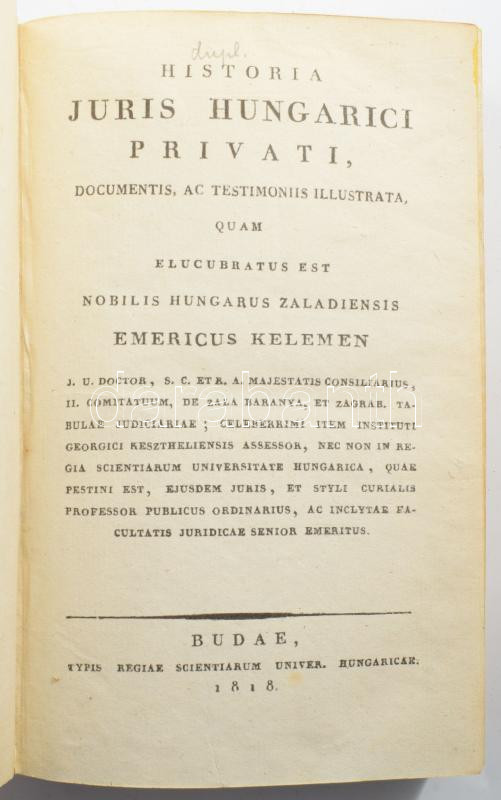 dupl.
HISTORIA
JURIS HUNGARICI
PRIVATI,
DOCUMENTIS, AC TESTIMONIIS ILLUSTRATA,
QUAM
ELUCUBRATUS EST
NOBILIS HUNGARUS ZALADIENSIS
EMERICUS KELEMEN
J. U. DOCTOR, S. C. ET R. A. MAJESTATIS CONSILIARIUS,
II. COMITATUUM, DE ZALA BARANYA, ET ZAGRAB. TA-
BULAE JUDICIARIAE; CELEBERRIMI ITEM INSTITUTI
GEORGICI KESZTHELIENSIS ASSESSOR, NEC NON IN RE-
GIA SCIENTIARUM UNIVERSITATE HUNGARICA, QUAE
PESTINI EST, EJUSDEM JURIS, ET STYLI CURIALIS
PROFESSOR PUBLICUS ORDINARIUS, AC INCLYTAE FA-
CULTATIS JURIDICAE SENIOR EMERITUS.
BUDAE,
TYPIS REGIAE SCIENTIARUM UNIVER. HUNGARICAE.
1818.
darabanth